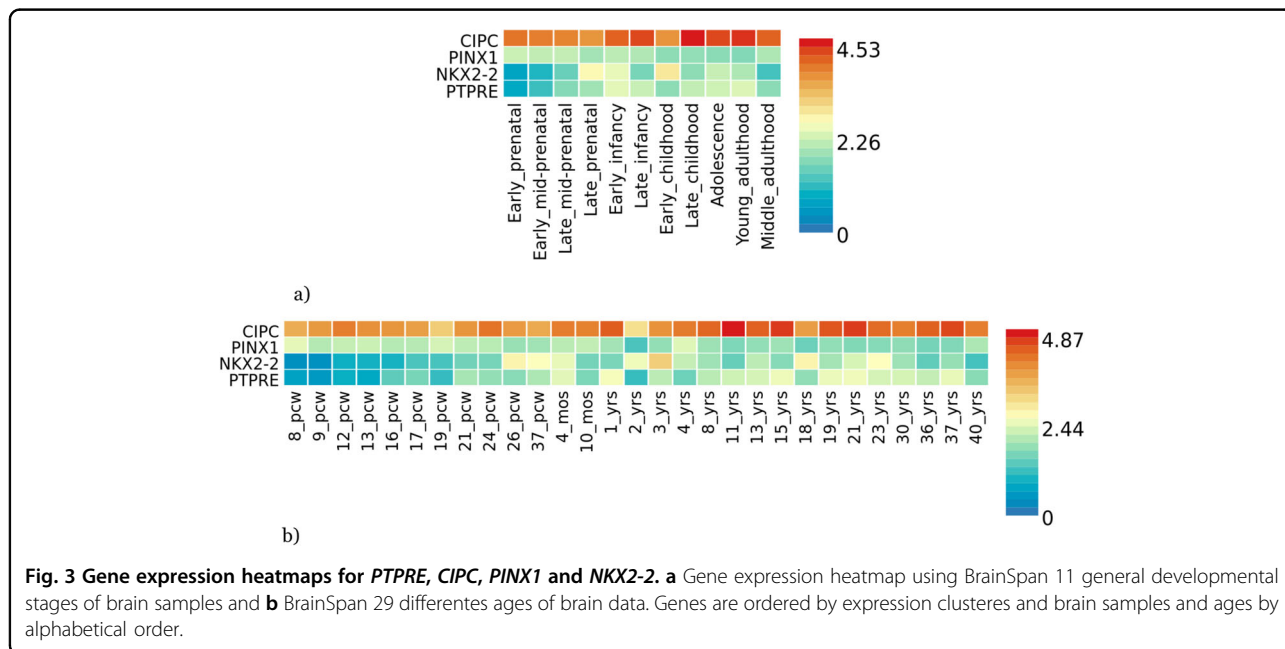 CIPC
PINX1
NKX2-2
PTPRE
4.53
2.26
0
Early_prenatal
Early_mid-prenatal
Late_mid-prenatal
Late_prenatal
Early_infancy
Late_infancy
Early_childhood
Late_childhood
Adolescence
Young_adulthood
Middle_adulthood
a)
CIPC
PINX1
NKX2-2
PTPRE
4.87
2.44
0
8_pcw
9_pcw
12_pcw
13_pcw
16_pcw
17_pcw
19_pcw
21_pcw
24_pcw
26_pcw
37_pcw
4_mos
10_mos
1_yrs
2_yrs
3_yrs
4_yrs
8_yrs
11_yrs
13_yrs
15_yrs
18_yrs
19_yrs
21_yrs
23_yrs
30_yrs
36_yrs
37_yrs
40_yrs
b)
Fig. 3 Gene expression heatmaps for PTPRE, CIPC, PINX1 and NKX2-2. a Gene expression heatmap using BrainSpan 11 general developmental
stages of brain samples and b BrainSpan 29 differentes ages of brain data. Genes are ordered by expression clusteres and brain samples and ages by
alphabetical order.